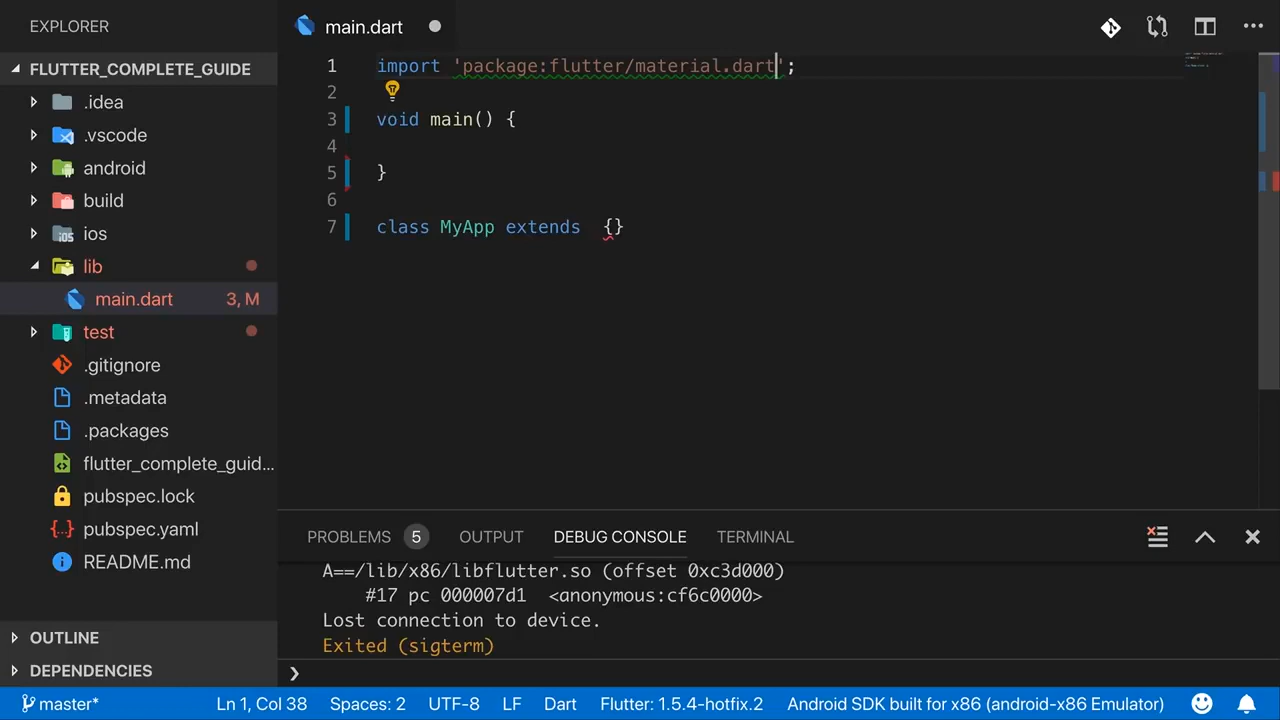 EXPLORER
main.dart
FLUTTER_COMPLETE_GUIDE
.idea
.vscode
android
build
ios
lib
main.dart 3, M
test
.gitignore
.metadata
.packages
flutter_complete_guid...
pubspec.lock
pubspec.yaml
README.md
OUTLINE
DEPENDENCIES
1 import 'package:flutter/material.dart';
2
3 void main() {
4
5 }
6
7 class MyApp extends  {}
PROBLEMS 5 OUTPUT DEBUG CONSOLE TERMINAL
A==/lib/x86/libflutter.so (offset 0xc3d000)
#17 pc 000007d1  <anonymous:cf6c0000>
Lost connection to device.
Exited (sigterm)
master* Ln 1, Col 38 Spaces: 2 UTF-8 LF Dart Flutter: 1.5.4-hotfix.2 Android SDK built for x86 (android-x86 Emulator)